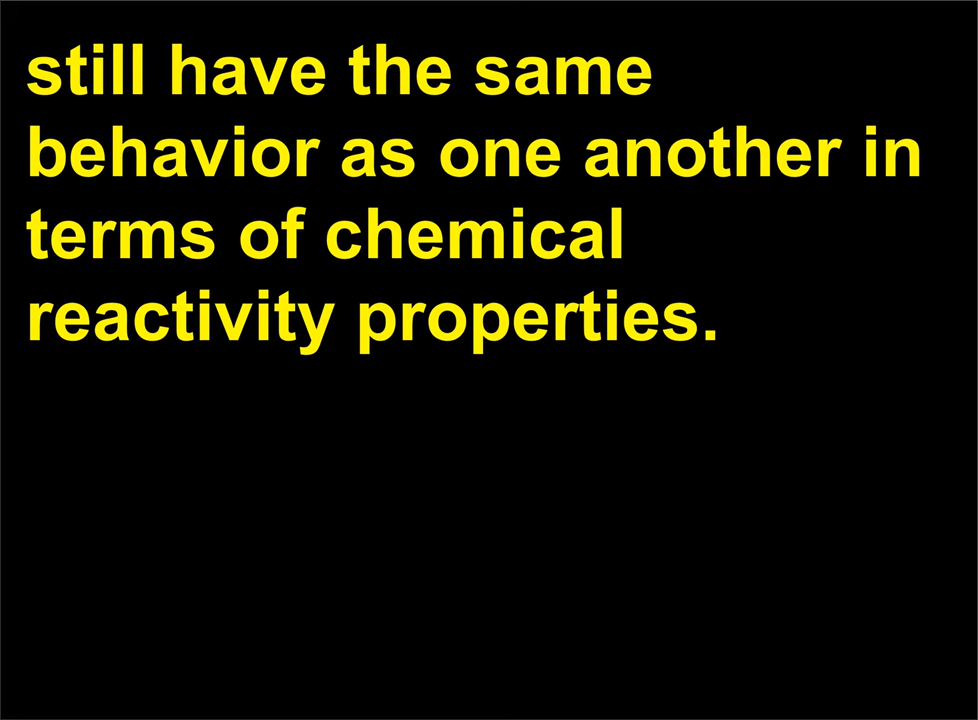 still have the same
behavior as one another in
terms of chemical
reactivity properties.